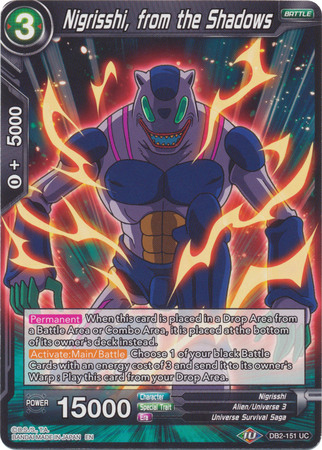 3
Nigrisshi, from the Shadows
BATTLE
0 + 5000
Permanent When this card is placed in a Drop Area from
a Battle Area or Combo Area, it is placed at the bottom
of its owner's deck instead.
Activate:Main/Battle Choose 1 of your black Battle
Cards with an energy cost of 3 and send it to its owner's
Warp : Play this card from your Drop Area.
POWER
15000
Character
Nigrisshi
Special Trait
Alien/Universe 3
Era
Universe Survival Saga
©B.S./S., T.A.
BANDAI MADE IN JAPAN EN
DB2-151 UC